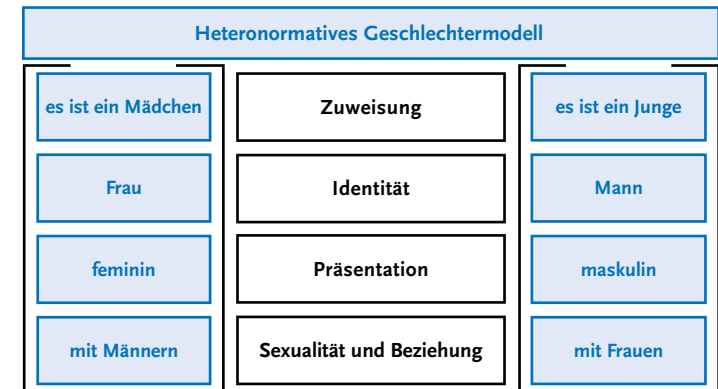 Heteronormatives Geschlechtermodell
es ist ein Mädchen
Zuweisung
es ist ein Junge
Frau
Identität
Mann
feminin
Präsentation
maskulin
mit Männern
Sexualität und Beziehung
mit Frauen